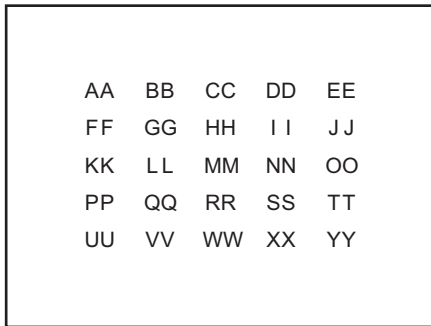 AA BB CC DD EE
FF GG HH II JJ
KK LL MM NN OO
PP QQ RR SS TT
UU VV WW XX YY